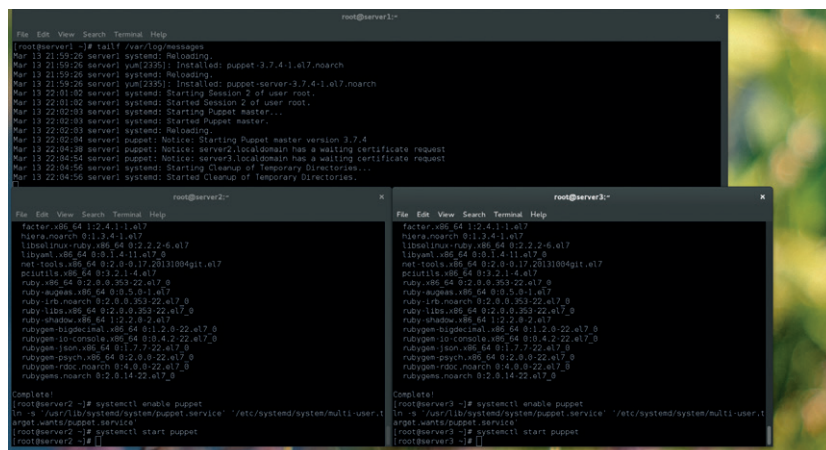 root@server1:~ ×
File Edit View Search Terminal Help
[root@server1 ~]# tailf /var/log/messages
Mar 13 21:59:26 server1 systemd: Reloading.
Mar 13 21:59:26 server1 yum[2335]: Installed: puppet-3.7.4-1.el7.noarch
Mar 13 21:59:26 server1 systemd: Reloading.
Mar 13 21:59:26 server1 yum[2335]: Installed: puppet-server-3.7.4-1.el7.noarch
Mar 13 22:01:02 server1 systemd: Starting Session 2 of user root.
Mar 13 22:01:02 server1 systemd: Started Session 2 of user root.
Mar 13 22:02:03 server1 systemd: Starting Puppet master...
Mar 13 22:02:03 server1 systemd: Started Puppet master.
Mar 13 22:02:03 server1 systemd: Reloading.
Mar 13 22:02:04 server1 puppet: Notice: Starting Puppet master version 3.7.4
Mar 13 22:04:38 server1 puppet: Notice: server2.localdomain has a waiting certificate request
Mar 13 22:04:54 server1 puppet: Notice: server3.localdomain has a waiting certificate request
Mar 13 22:04:56 server1 systemd: Starting Cleanup of Temporary Directories...
Mar 13 22:04:56 server1 systemd: Started Cleanup of Temporary Directories.
root@server2:~ ×
File Edit View Search Terminal Help
facter.x86_64 1:2.4.1-1.el7
hiera.noarch 0:1.3.4-1.el7
libselinux-ruby.x86_64 0:2.2.2-6.el7
libyaml.x86_64 0:0.1.4-11.el7_0
net-tools.x86_64 0:2.0-0.17.20131004git.el7
pciutils.x86_64 0:3.2.1-4.el7
ruby.x86_64 0:2.0.0.353-22.el7_0
ruby-augeas.x86_64 0:0.5.0-1.el7
ruby-irb.noarch 0:2.0.0.353-22.el7_0
ruby-libs.x86_64 0:2.0.0.353-22.el7_0
ruby-shadow.x86_64 1:2.2.0-2.el7
rubygem-bigdecimal.x86_64 0:1.2.0-22.el7_0
rubygem-io-console.x86_64 0:0.4.2-22.el7_0
rubygem-json.x86_64 0:1.7.7-22.el7_0
rubygem-psych.x86_64 0:2.0.0-22.el7_0
rubygem-rdoc.noarch 0:4.0.0-22.el7_0
rubygems.noarch 0:2.0.14-22.el7_0
Complete!
[root@server2 ~]# systemctl enable puppet
ln -s '/usr/lib/systemd/system/puppet.service' '/etc/systemd/system/multi-user.t
arget.wants/puppet.service'
[root@server2 ~]# systemctl start puppet
[root@server2 ~]#
root@server3:~ ×
File Edit View Search Terminal Help
facter.x86_64 1:2.4.1-1.el7
hiera.noarch 0:1.3.4-1.el7
libselinux-ruby.x86_64 0:2.2.2-6.el7
libyaml.x86_64 0:0.1.4-11.el7_0
net-tools.x86_64 0:2.0-0.17.20131004git.el7
pciutils.x86_64 0:3.2.1-4.el7
ruby.x86_64 0:2.0.0.353-22.el7_0
ruby-augeas.x86_64 0:0.5.0-1.el7
ruby-irb.noarch 0:2.0.0.353-22.el7_0
ruby-libs.x86_64 0:2.0.0.353-22.el7_0
ruby-shadow.x86_64 1:2.2.0-2.el7
rubygem-bigdecimal.x86_64 0:1.2.0-22.el7_0
rubygem-io-console.x86_64 0:0.4.2-22.el7_0
rubygem-json.x86_64 0:1.7.7-22.el7_0
rubygem-psych.x86_64 0:2.0.0-22.el7_0
rubygem-rdoc.noarch 0:4.0.0-22.el7_0
rubygems.noarch 0:2.0.14-22.el7_0
Complete!
[root@server3 ~]# systemctl enable puppet
ln -s '/usr/lib/systemd/system/puppet.service' '/etc/systemd/system/multi-user.t
arget.wants/puppet.service'
[root@server3 ~]# systemctl start puppet
[root@server3 ~]#